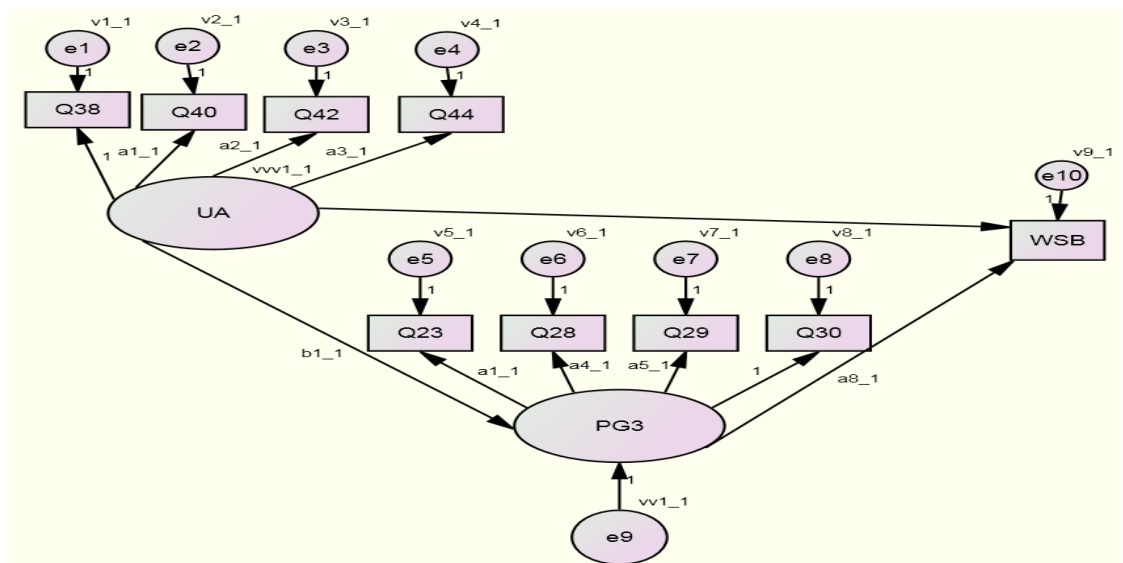 v1_1 v2_1 v3_1 v4_1
e1 e2 e3 e4
1 1 1 1
Q38 Q40 Q42 Q44
1 a1_1 a2_1 vvv1_1 a3_1
v9_1
e10
1
UA
WSB
v5_1 v6_1 v7_1 v8_1
e5 e6 e7 e8
1 1 1 1
Q23 Q28 Q29 Q30
b1_1
a1_1 a4_1 a5_1 1 a8_1
PG3
1
vv1_1
e9